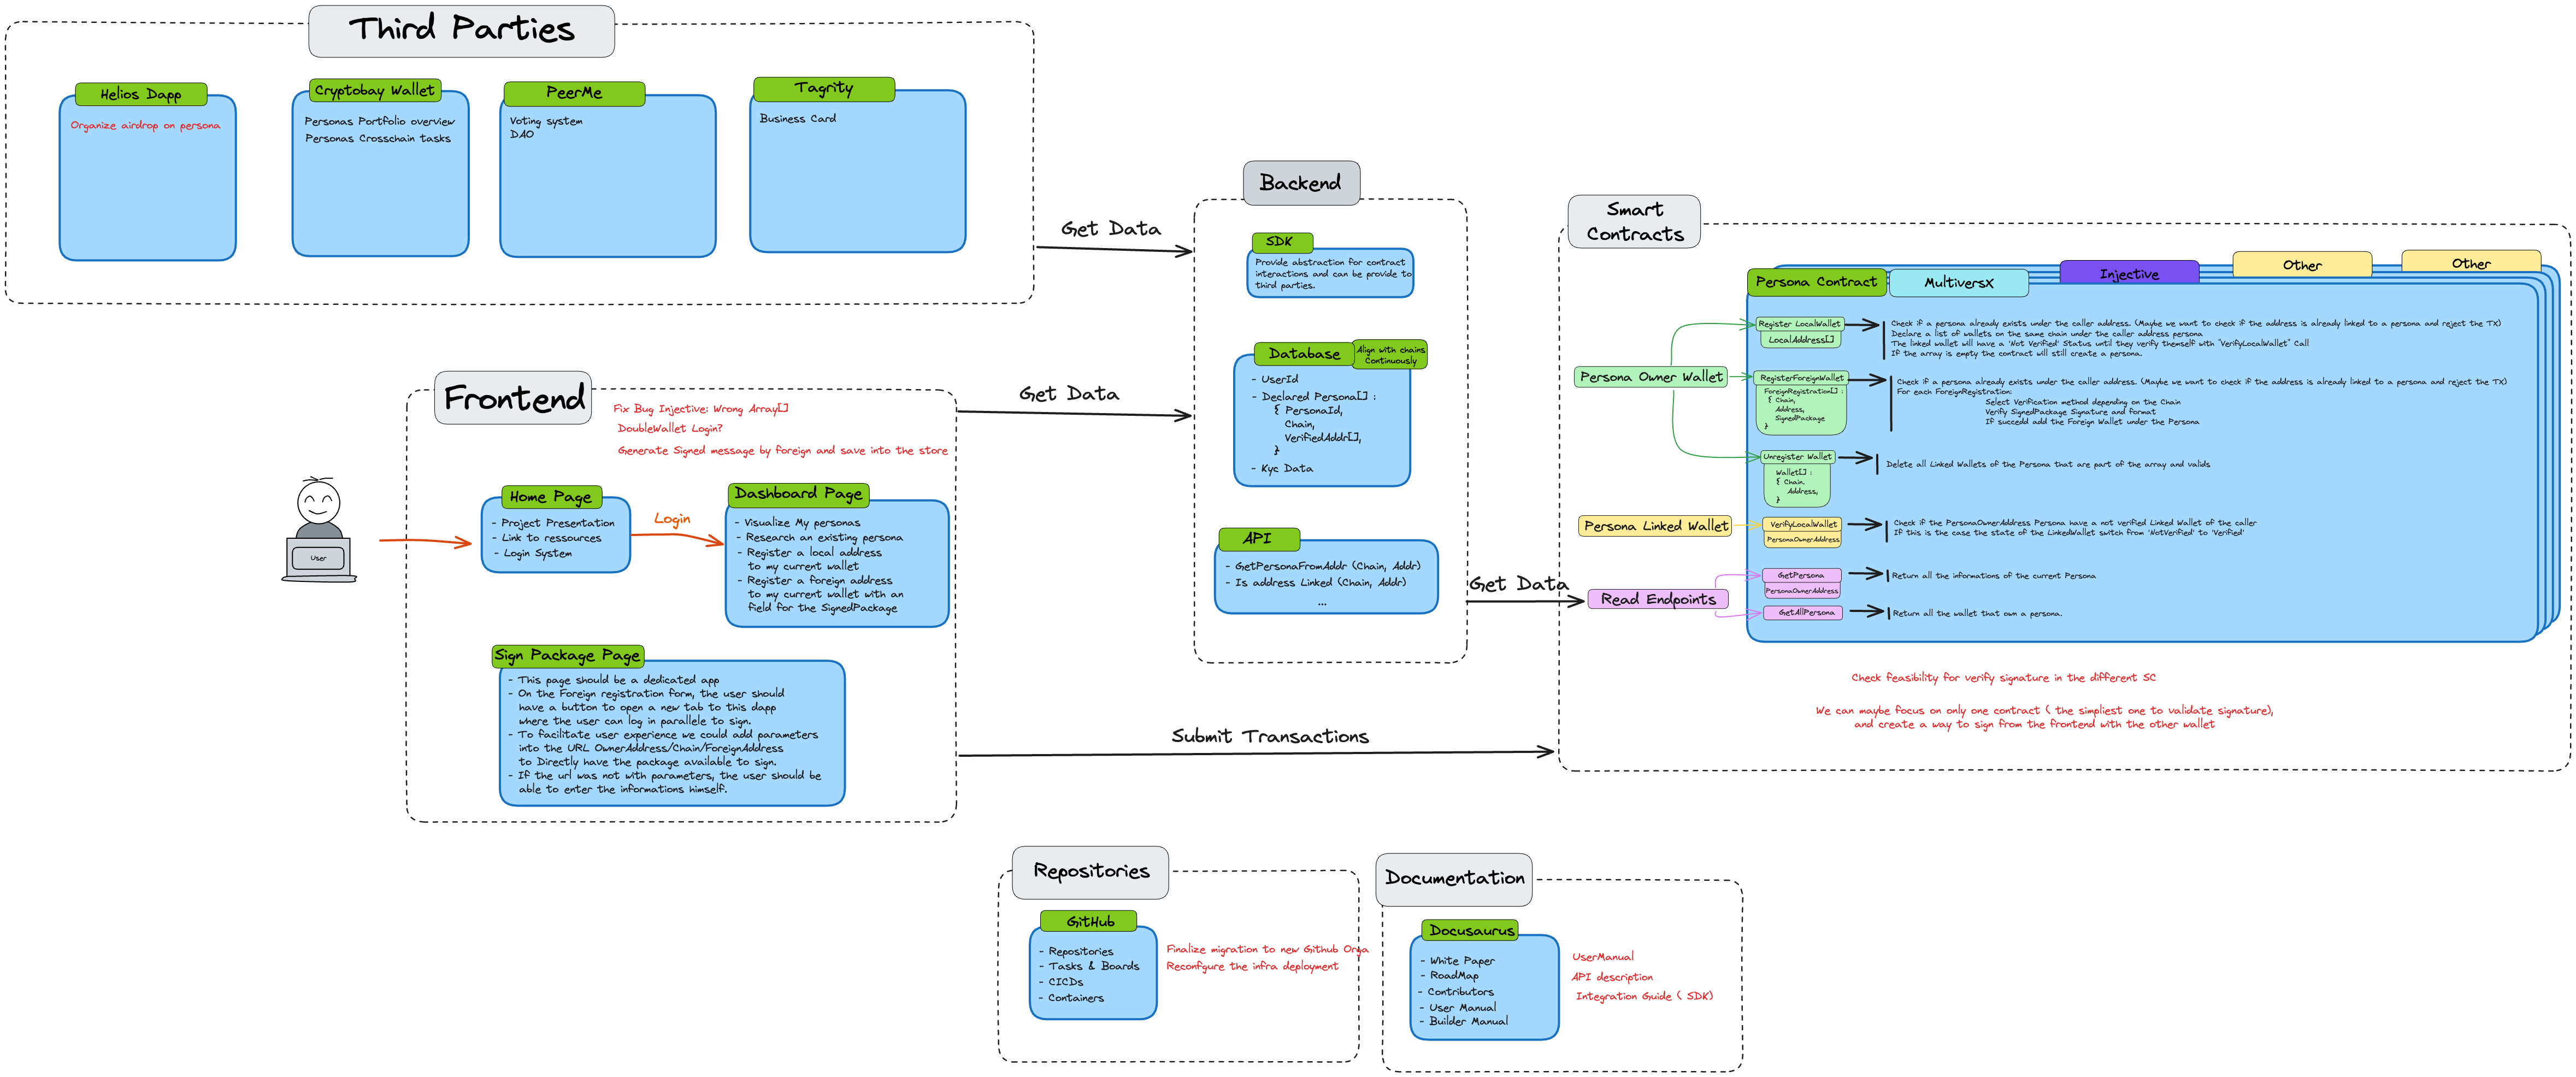 Third Parties
Helios Dapp
Organize airdrop on persona
Cryptobay Wallet
Personas Portfolio overview
Personas Crosschain tasks
PeerMe
Voting system
DAO
Tagrity
Business Card
Get Data
Frontend
Fix Bug Injective: Wrong Array[]
DoubleWallet Login?
Generate Signed message by foreign and save into the store
User
Home Page
- Project Presentation
- Link to ressources
- Login System
Login
Dashboard Page
- Visualize My personas
- Research an existing persona
- Register a local address
to my current wallet
- Register a foreign address
to my current wallet with an
field for the SignedPackage
Sign Package Page
- This page should be a dedicated app
- On the Foreign registration form, the user should
have a button to open a new tab to this dapp
where the user can log in parallele to sign.
- To facilitate user experience we could add parameters
into the URL OwnerAddress/Chain/ForeignAddress
to Directly have the package available to sign.
- If the url was not with parameters, the user should be
able to enter the informations himself.
Get Data
Submit Transactions
Backend
SDK
Provide abstraction for contract
interactions and can be provide to
third parties.
Database
Align with chains
Continuously
- UserId
- Declared Persona[] :
{ PersonaId,
Chain,
VerifiedAddr[],
}
- Kyc Data
API
- GetPersonaFromAddr (Chain, Addr)
- Is address Linked (Chain, Addr)
...
Get Data
Smart
Contracts
Persona Contract
MultiversX
Injective
Other
Other
Persona Owner Wallet
Register LocalWallet
LocalAddress[]
Check if a persona already exists under the caller address. (Maybe we want to check if the address is already linked to a persona and reject the TX)
Declare a list of wallets on the same chain under the caller address persona
The linked wallet will have a 'Not Verified' Status until they verify themself with "VerifyLocalWallet" Call
If the array is empty the contract will still create a persona.
RegisterForeignWallet
ForeignRegistration[] :
{ Chain,
Address,
SignedPackage
}
Check if a persona already exists under the caller address. (Maybe we want to check if the address is already linked to a persona and reject the TX)
For each ForeignRegistration:
Select Verification method depending on the Chain
Verify SignedPackage Signature and format
If succedd add the Foreign Wallet under the Persona
Unregister Wallet
Wallet[] :
{ Chain.
Address,
}
Delete all Linked Wallets of the Persona that are part of the array and valids
Persona Linked Wallet
VerifyLocalWallet
PersonaOwnerAddress
Check if the PersonaOwnerAddress Persona have a not verified Linked Wallet of the caller
If this is the case the state of the LinkedWallet switch from 'NotVerified' to 'Verified'
Read Endpoints
GetPersona
PersonaOwnerAddress
Return all the informations of the current Persona
GetAllPersona
Return all the wallet that own a persona.
Check feasibility for verify signature in the different SC
We can maybe focus on only one contract ( the simpliest one to validate signature),
and create a way to sign from the frontend with the other wallet
Repositories
GitHub
- Repositories
- Tasks & Boards
- CICDs
- Containers
Finalize migration to new Github Orga
Reconfgure the infra deployment
Documentation
Docusaurus
- White Paper
- RoadMap
- Contributors
- User Manual
- Builder Manual
UserManual
API description
Integration Guide ( SDK)